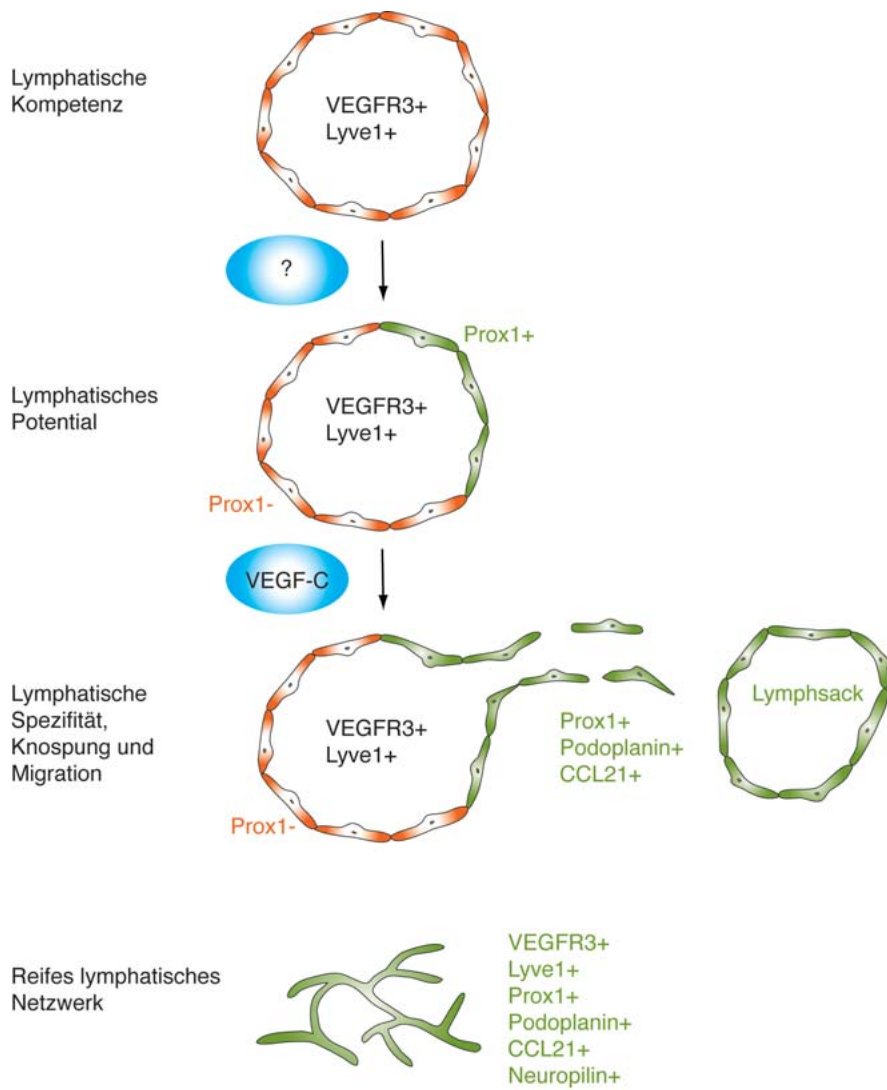 Lymphatische
Kompetenz
VEGFR3+
Lyve1+
?
Prox1+
Lymphatisches
Potential
VEGFR3+
Lyve1+
Prox1-
VEGF-C
Lymphatische
Spezifität,
Knospung und
Migration
VEGFR3+
Lyve1+
Prox1-
Prox1+
Podoplanin+
CCL21+
Lymphsack
Reifes lymphatisches
Netzwerk
VEGFR3+
Lyve1+
Prox1+
Podoplanin+
CCL21+
Neuropilin+